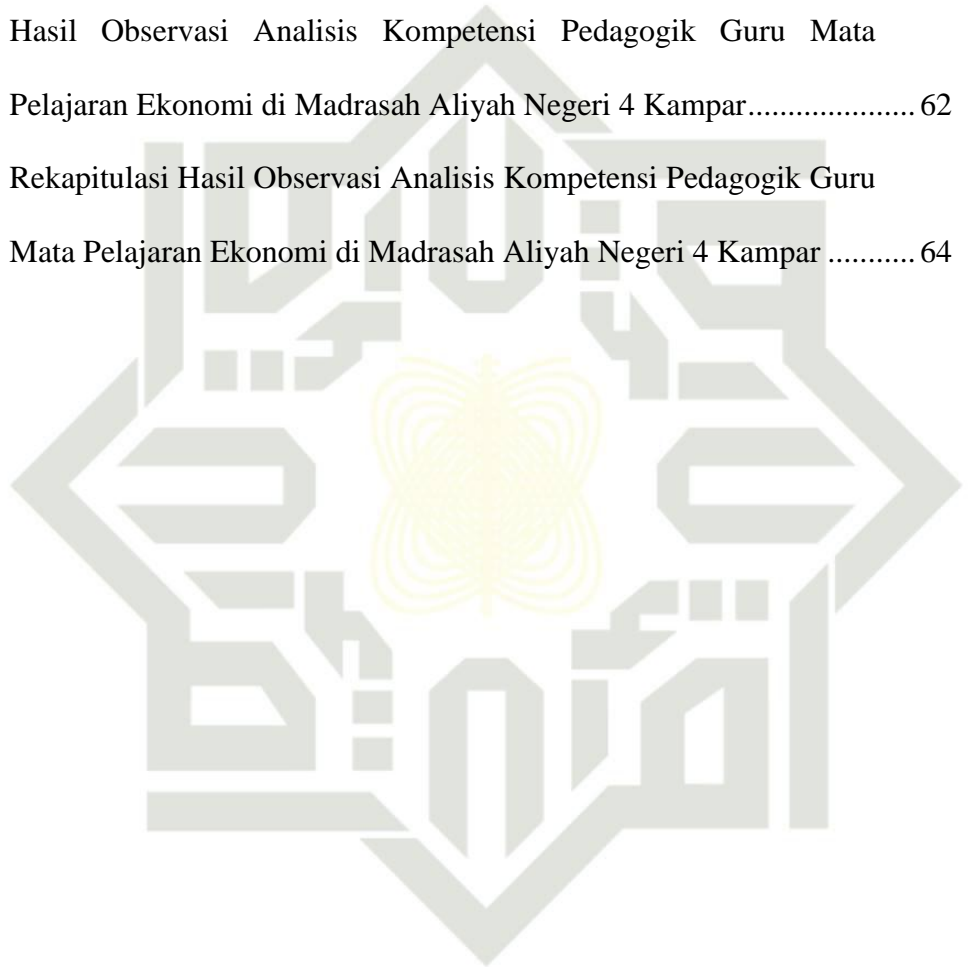 Hasil Observasi Analisis Kompetensi Pedagogik Guru Mata
Pelajaran Ekonomi di Madrasah Aliyah Negeri 4 Kampar.................... 62
Rekapitulasi Hasil Observasi Analisis Kompetensi Pedagogik Guru
Mata Pelajaran Ekonomi di Madrasah Aliyah Negeri 4 Kampar ........... 64